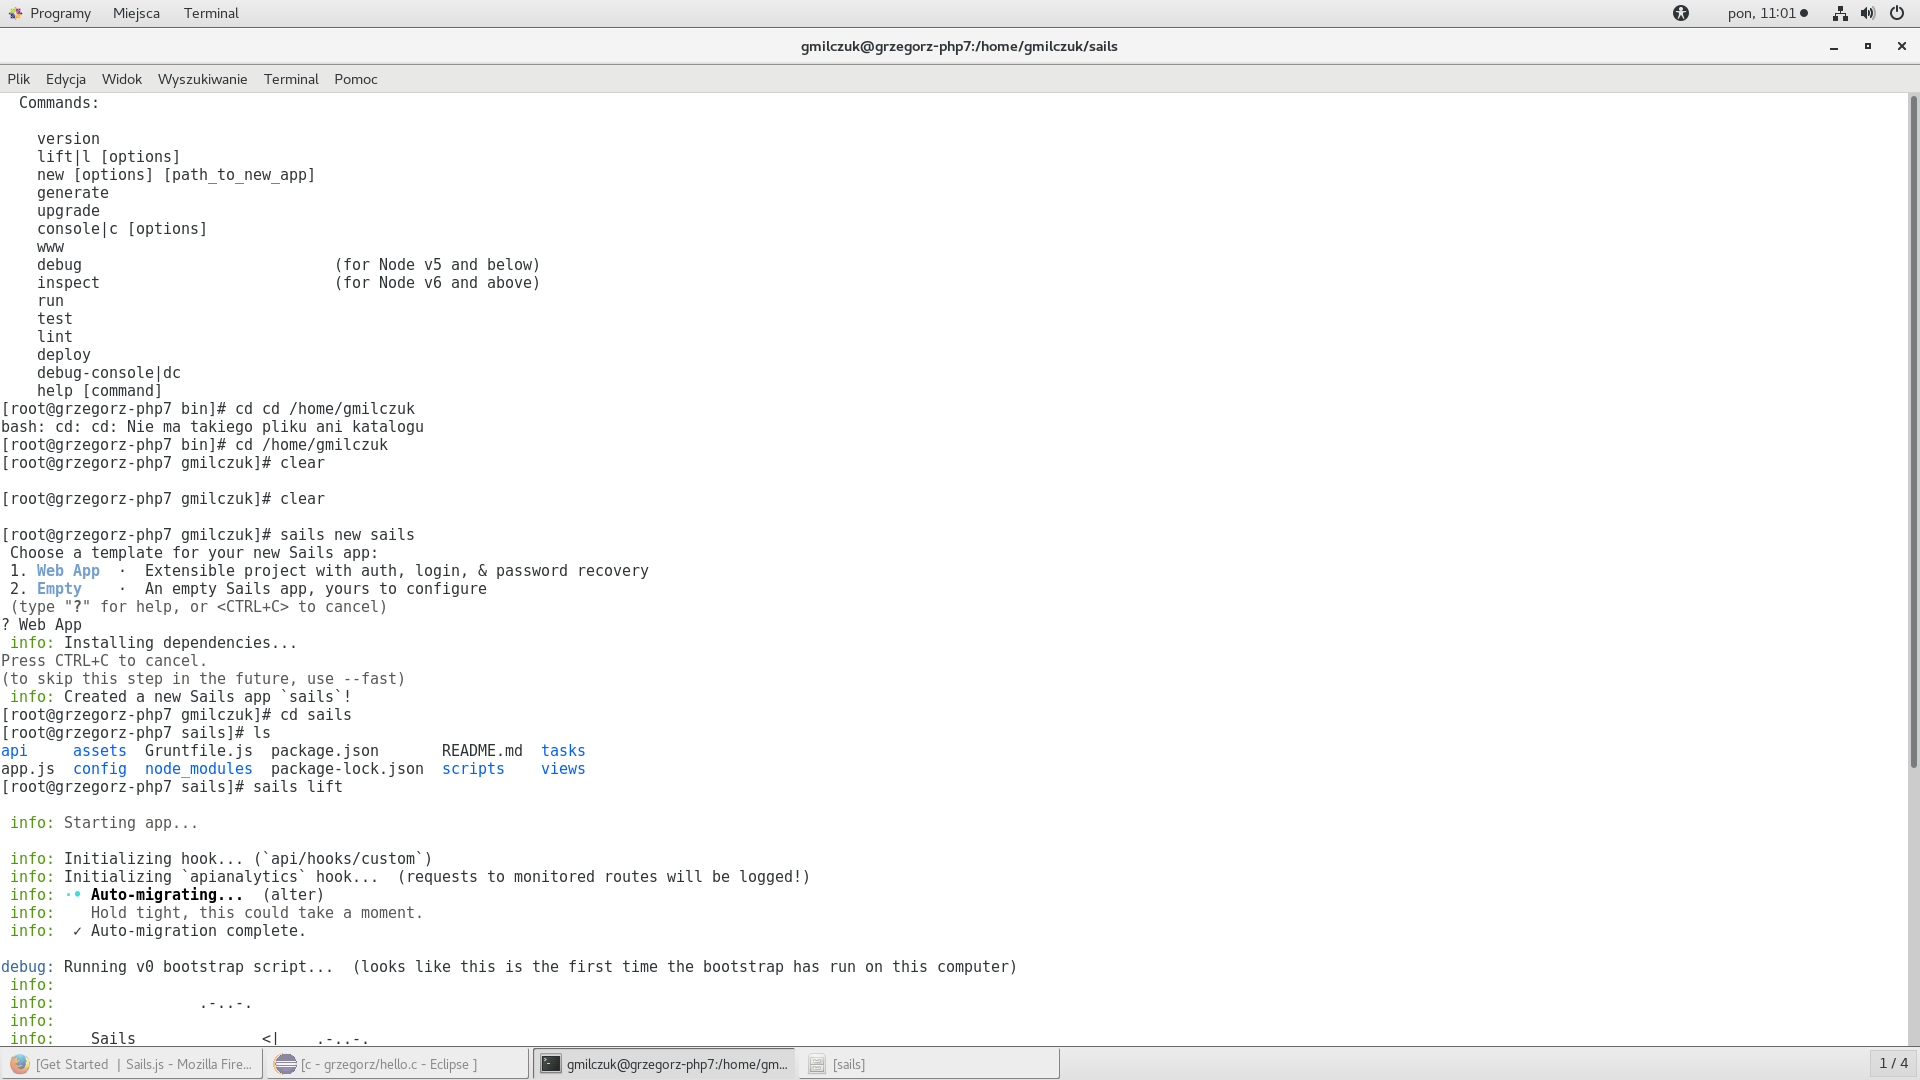 Programy Miejsca Terminal pon, 11:01
gmilczuk@grzegorz-php7:/home/gmilczuk/sails
Plik Edycja Widok Wyszukiwanie Terminal Pomoc
Commands:
version
lift|l [options]
new [options] [path_to_new_app]
generate
upgrade
console|c [options]
www
debug (for Node v5 and below)
inspect (for Node v6 and above)
run
test
lint
deploy
debug-console|dc
help [command]
[root@grzegorz-php7 bin]# cd cd /home/gmilczuk
bash: cd: cd: Nie ma takiego pliku ani katalogu
[root@grzegorz-php7 bin]# cd /home/gmilczuk
[root@grzegorz-php7 gmilczuk]# clear
[root@grzegorz-php7 gmilczuk]# clear
[root@grzegorz-php7 gmilczuk]# sails new sails
Choose a template for your new Sails app:
1. Web App · Extensible project with auth, login, & password recovery
2. Empty · An empty Sails app, yours to configure
(type "?" for help, or <CTRL+C> to cancel)
? Web App
info: Installing dependencies...
Press CTRL+C to cancel.
(to skip this step in the future, use --fast)
info: Created a new Sails app `sails`!
[root@grzegorz-php7 gmilczuk]# cd sails
[root@grzegorz-php7 sails]# ls
api assets Gruntfile.js package.json README.md tasks
app.js config node_modules package-lock.json scripts views
[root@grzegorz-php7 sails]# sails lift
info: Starting app...
info: Initializing hook... (`api/hooks/custom`)
info: Initializing `apianalytics` hook... (requests to monitored routes will be logged!)
info: ·• Auto-migrating... (alter)
info: Hold tight, this could take a moment.
info: ✓ Auto-migration complete.
debug: Running v0 bootstrap script... (looks like this is the first time the bootstrap has run on this computer)
info:
info: .-..-.
info:
info: Sails <| .-..-.
[Get Started | Sails.js - Mozilla Fire... [c - grzegorz/hello.c - Eclipse ] gmilczuk@grzegorz-php7:/home/gm... [sails] 1 / 4